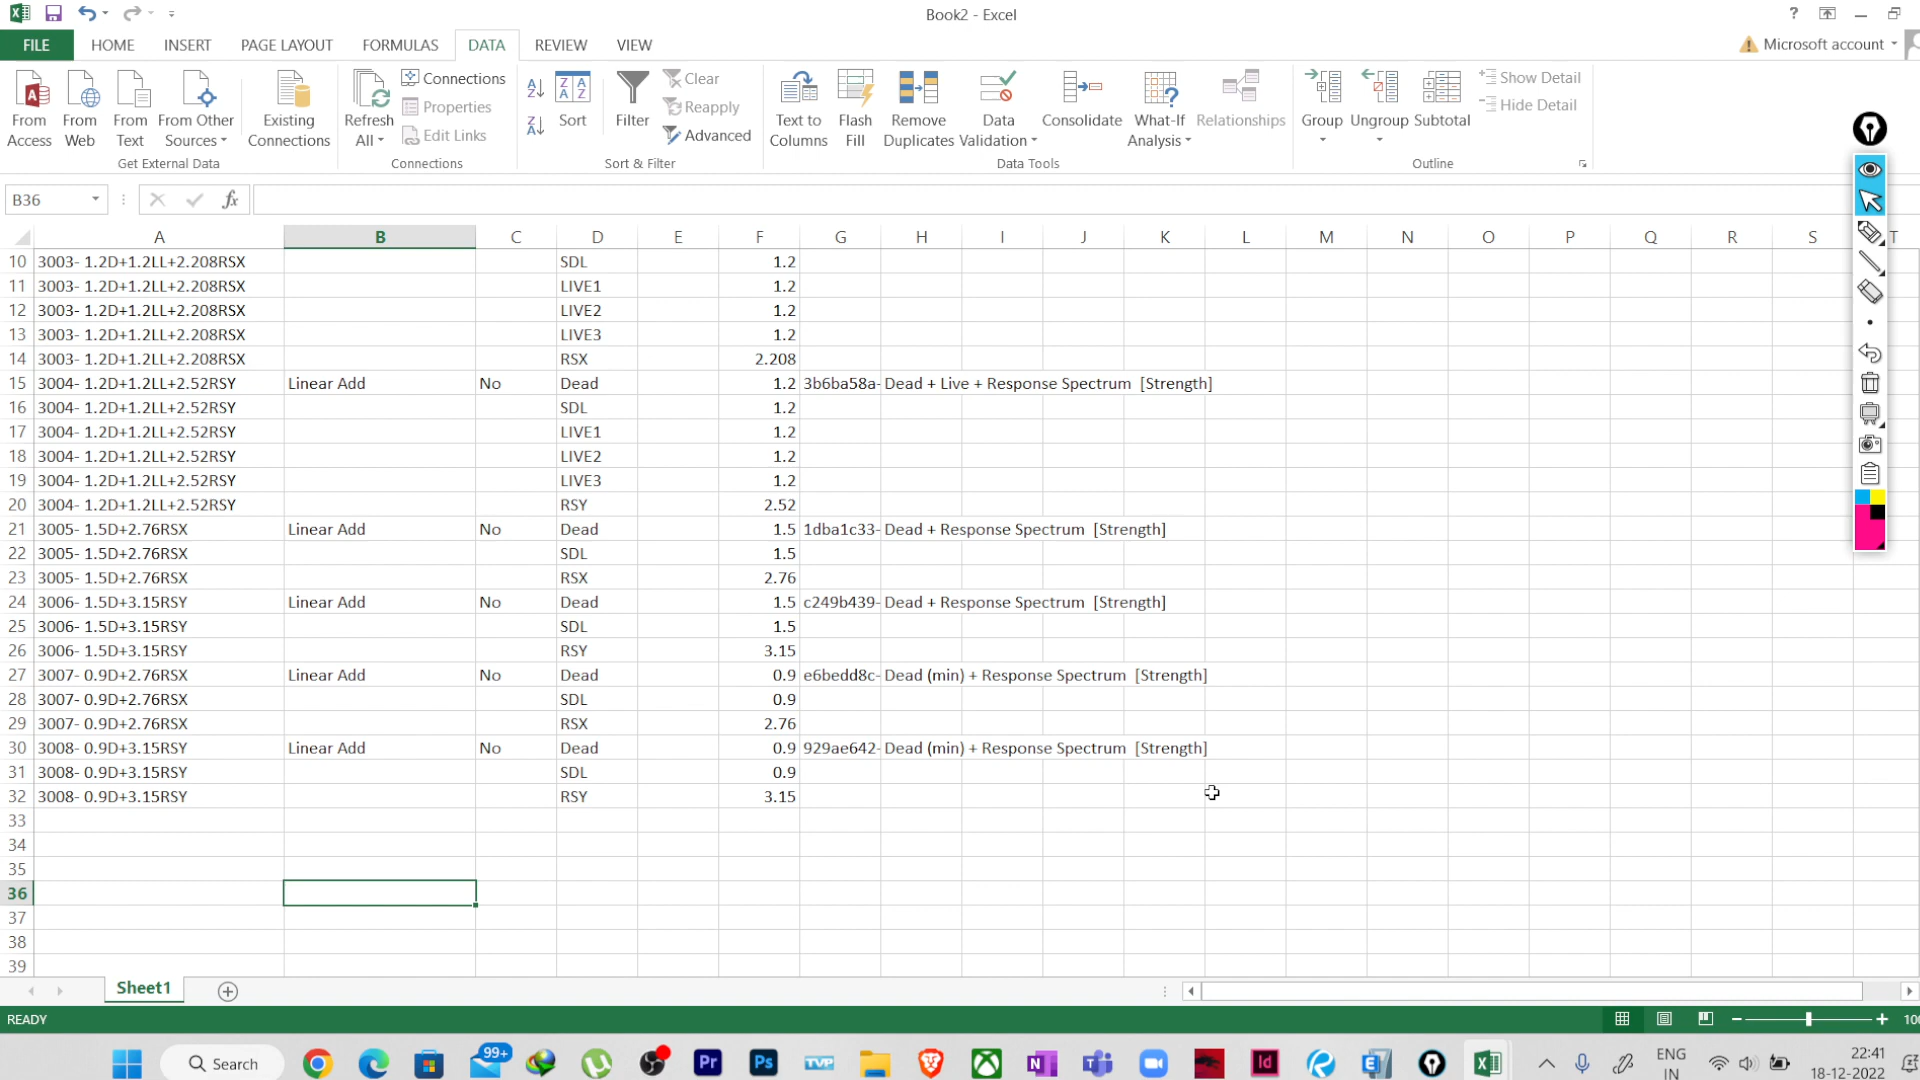 Book2 - Excel
?
FILE HOME INSERT PAGE LAYOUT FORMULAS DATA REVIEW VIEW Microsoft account
From Access
From Web
From Text
From Other Sources
Existing Connections
Get External Data
Refresh All
Connections
Properties
Edit Links
Connections
Sort
Filter
Clear
Reapply
Advanced
Sort & Filter
Text to Columns
Flash Fill
Remove Duplicates
Data Validation
Consolidate
What-If Analysis
Relationships
Data Tools
Group
Ungroup
Subtotal
Show Detail
Hide Detail
Outline
B36 fx
A B C D E F G H I J K L M N O P Q R S T
10 3003- 1.2D+1.2LL+2.208RSX SDL 1.2
11 3003- 1.2D+1.2LL+2.208RSX LIVE1 1.2
12 3003- 1.2D+1.2LL+2.208RSX LIVE2 1.2
13 3003- 1.2D+1.2LL+2.208RSX LIVE3 1.2
14 3003- 1.2D+1.2LL+2.208RSX RSX 2.208
15 3004- 1.2D+1.2LL+2.52RSY Linear Add No Dead 1.2 3b6ba58a- Dead + Live + Response Spectrum [Strength]
16 3004- 1.2D+1.2LL+2.52RSY SDL 1.2
17 3004- 1.2D+1.2LL+2.52RSY LIVE1 1.2
18 3004- 1.2D+1.2LL+2.52RSY LIVE2 1.2
19 3004- 1.2D+1.2LL+2.52RSY LIVE3 1.2
20 3004- 1.2D+1.2LL+2.52RSY RSY 2.52
21 3005- 1.5D+2.76RSX Linear Add No Dead 1.5 1dba1c33- Dead + Response Spectrum [Strength]
22 3005- 1.5D+2.76RSX SDL 1.5
23 3005- 1.5D+2.76RSX RSX 2.76
24 3006- 1.5D+3.15RSY Linear Add No Dead 1.5 c249b439- Dead + Response Spectrum [Strength]
25 3006- 1.5D+3.15RSY SDL 1.5
26 3006- 1.5D+3.15RSY RSY 3.15
27 3007- 0.9D+2.76RSX Linear Add No Dead 0.9 e6bedd8c- Dead (min) + Response Spectrum [Strength]
28 3007- 0.9D+2.76RSX SDL 0.9
29 3007- 0.9D+2.76RSX RSX 2.76
30 3008- 0.9D+3.15RSY Linear Add No Dead 0.9 929ae642- Dead (min) + Response Spectrum [Strength]
31 3008- 0.9D+3.15RSY SDL 0.9
32 3008- 0.9D+3.15RSY RSY 3.15
33
34
35
36
37
38
39
Sheet1
READY 100
Search 99+ Pr Ps TVP N Id ENG 22:41
IN 18-12-2022